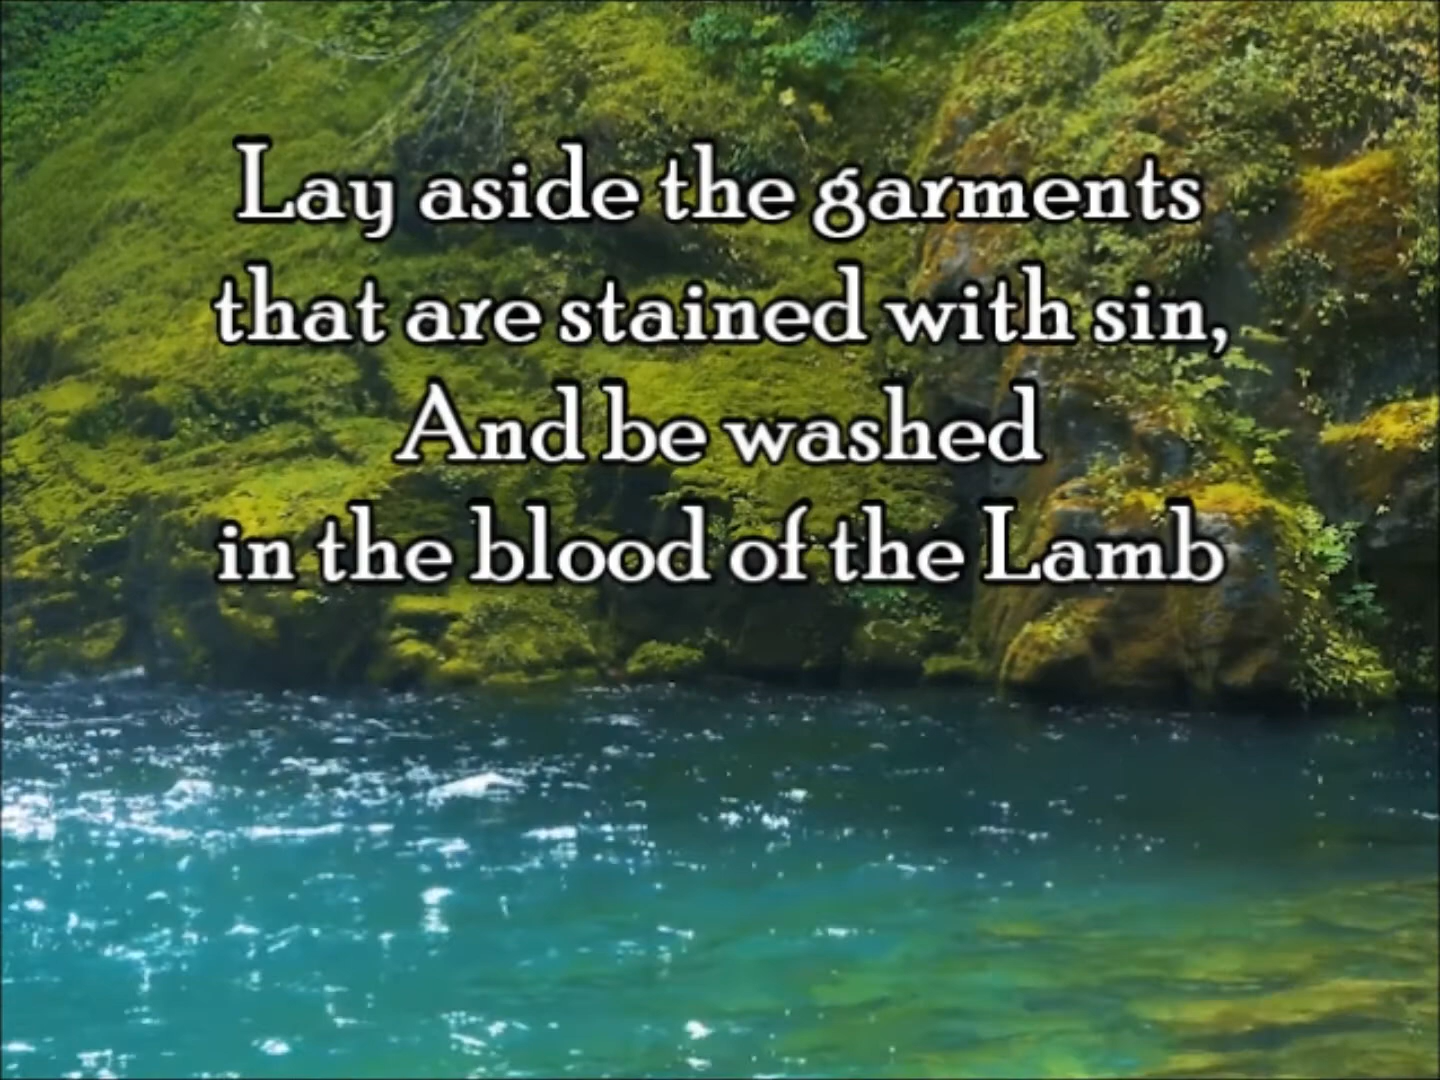 Lay aside the garments
that are stained with sin,
And be washed
in the blood of the Lamb